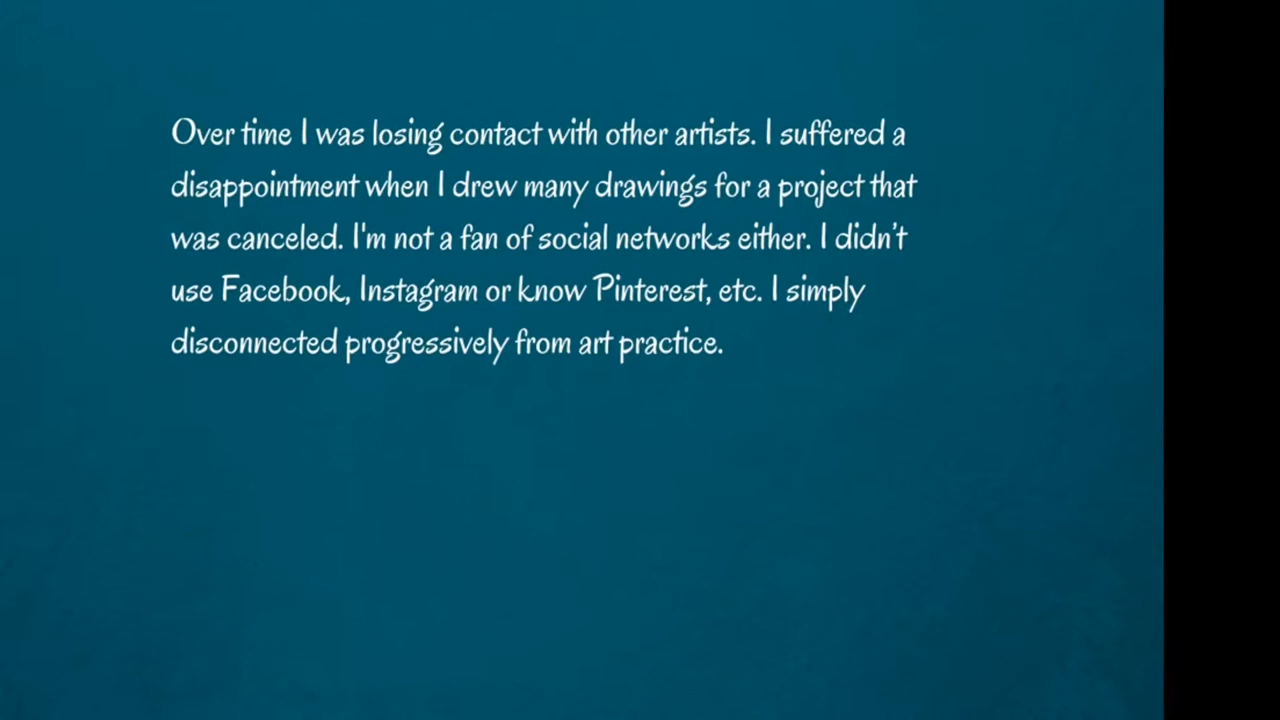 Over time I was losing contact with other artists. I suffered a
disappointment when I drew many drawings for a project that
was canceled. I'm not a fan of social networks either. I didn’t
use Facebook, Instagram or know Pinterest, etc. I simply
disconnected progressively from art practice.